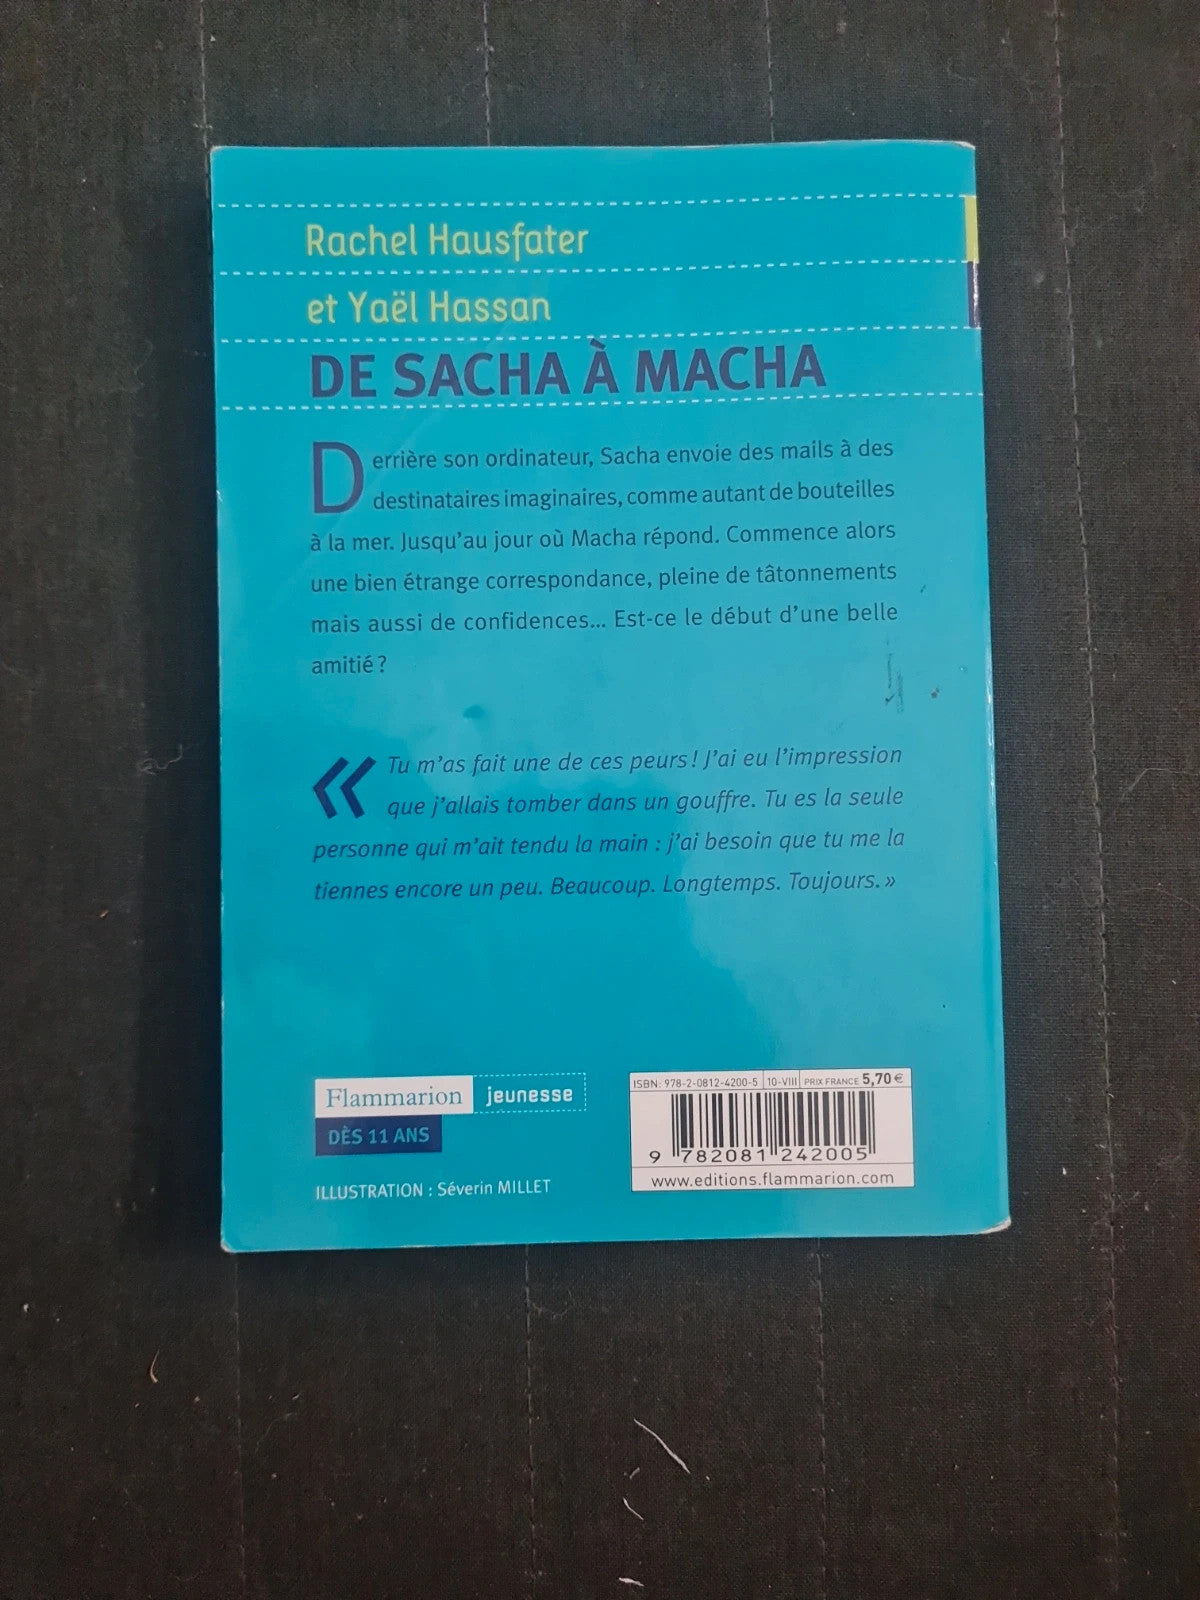 Rachel Hausfater
et Yaël Hassan
DE SACHA À MACHA
Derrière son ordinateur, Sacha envoie des mails à des
destinataires imaginaires, comme autant de bouteilles
à la mer. Jusqu'au jour où Macha répond. Commence alors
une bien étrange correspondance, pleine de tâtonnements
mais aussi de confidences... Est-ce le début d'une belle
amitié ?
« Tu m'as fait une de ces peurs ! J'ai eu l'impression
que j'allais tomber dans un gouffre. Tu es la seule
personne qui m'ait tendu la main : j'ai besoin que tu me la
tiennes encore un peu. Beaucoup. Longtemps. Toujours. »
Flammarion jeunesse
DÈS 11 ANS
ILLUSTRATION : Séverin MILLET
ISBN: 978-2-0812-4200-5 10-VIII PRIX FRANCE 5,70 €
9 782081 242005
www.editions.flammarion.com